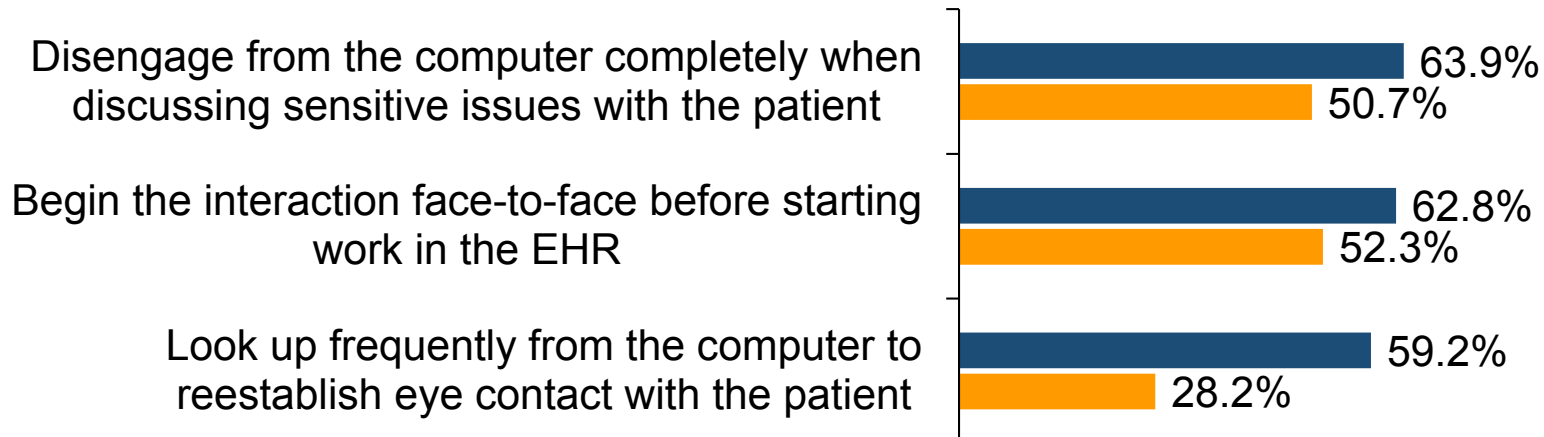 Disengage from the computer completely when
discussing sensitive issues with the patient
63.9%
50.7%
Begin the interaction face-to-face before starting
work in the EHR
62.8%
52.3%
Look up frequently from the computer to
reestablish eye contact with the patient
59.2%
28.2%